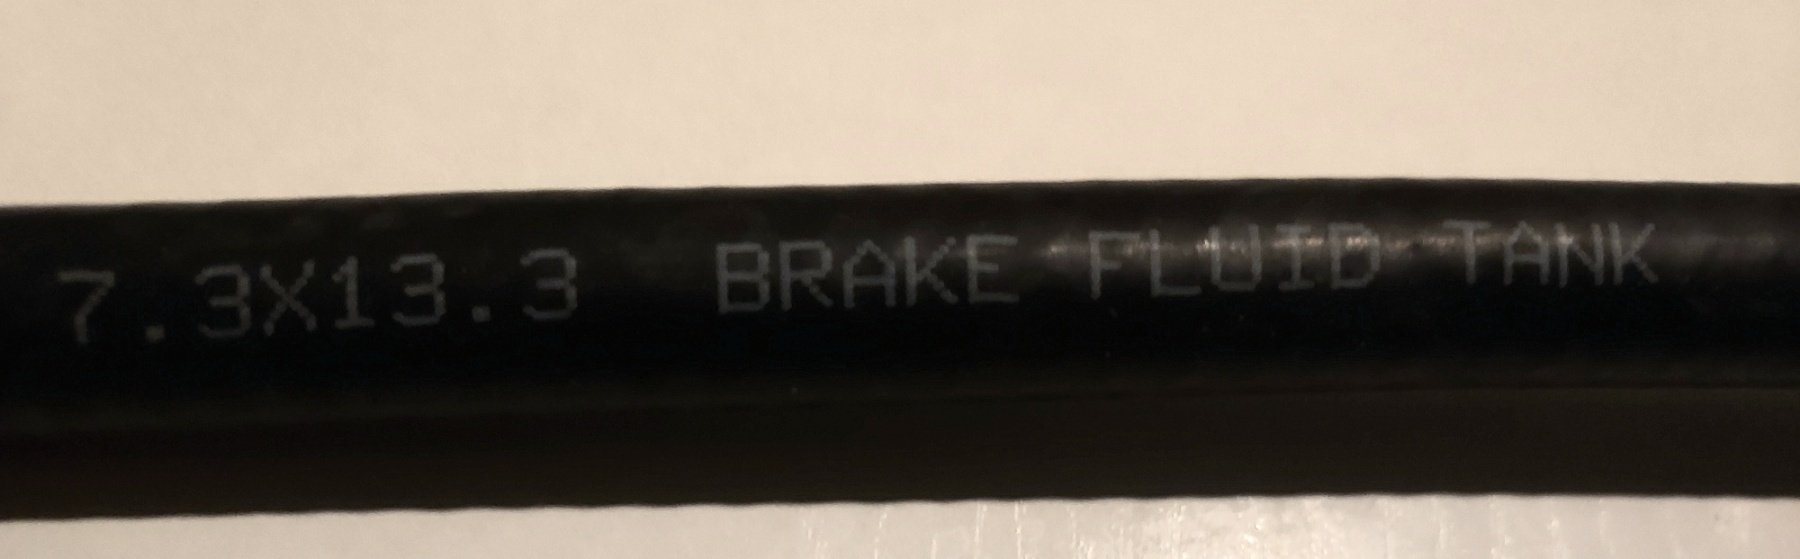 7.3X13.3 BRAKE FLUID TANK